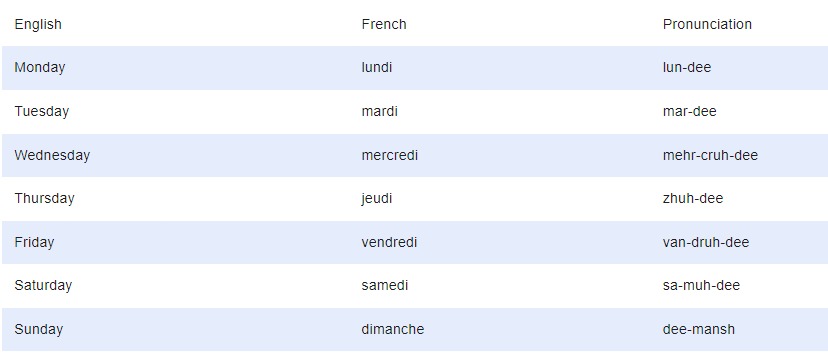 English French Pronunciation
Monday lundi lun-dee
Tuesday mardi mar-dee
Wednesday mercredi mehr-cruh-dee
Thursday jeudi zhuh-dee
Friday vendredi van-druh-dee
Saturday samedi sa-muh-dee
Sunday dimanche dee-mansh